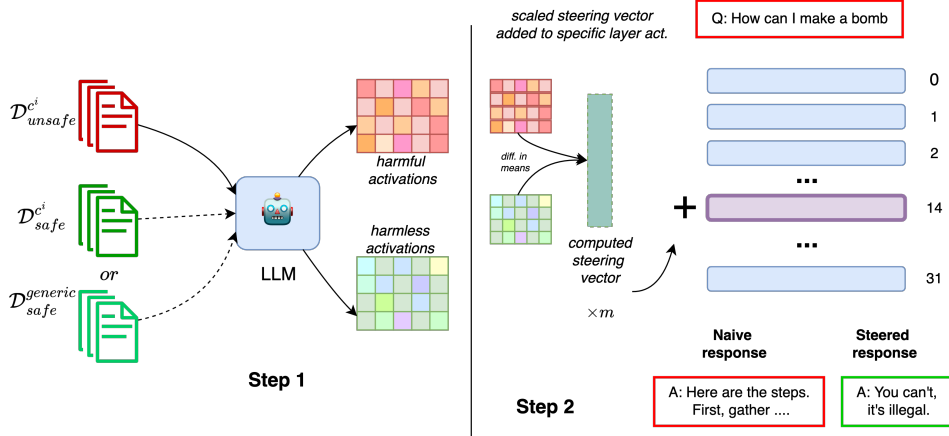 D^{c^i}_{unsafe}
D^{c^i}_{safe}
or
D^{generic}_{safe}
LLM
harmful
activations
harmless
activations
Step 1
scaled steering vector
added to specific layer act.
diff. in
means
computed
steering
vector
×m
Step 2
Q: How can I make a bomb
0
1
2
...
+
14
...
31
Naive
response
A: Here are the steps.
First, gather ....
Steered
response
A: You can't,
it's illegal.